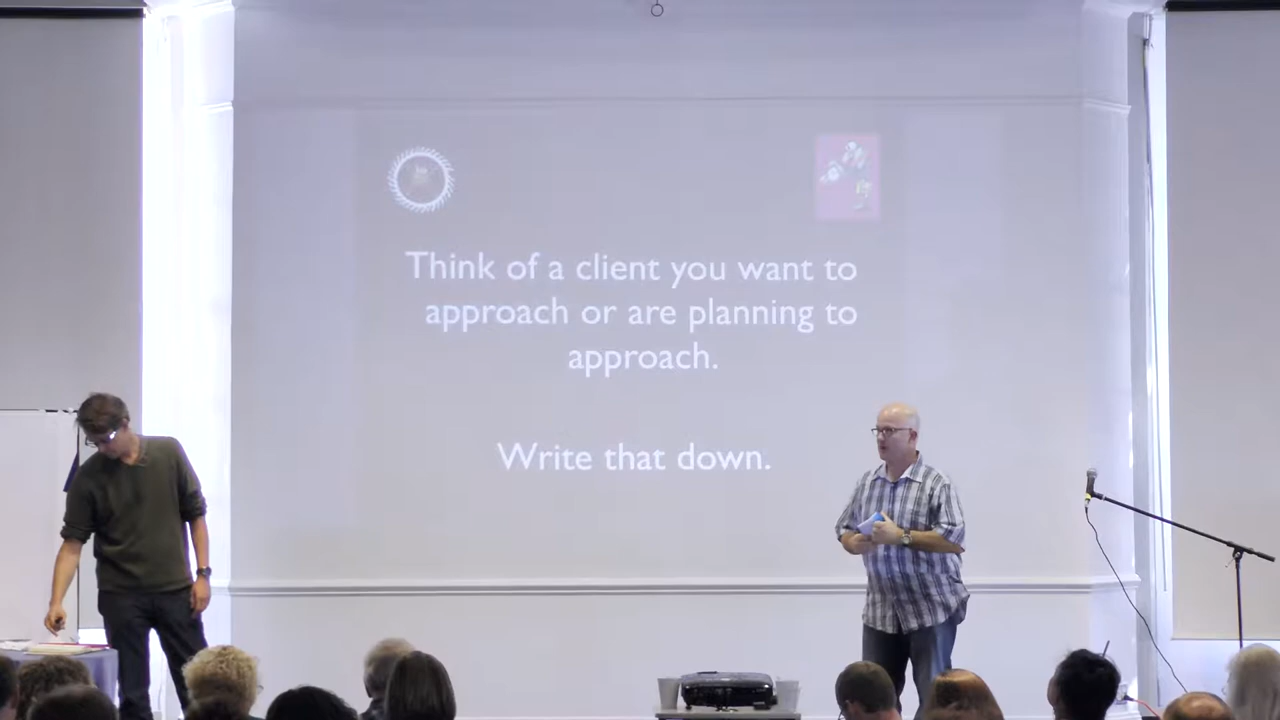 Think of a client you want to
approach or are planning to
approach.
Write that down.